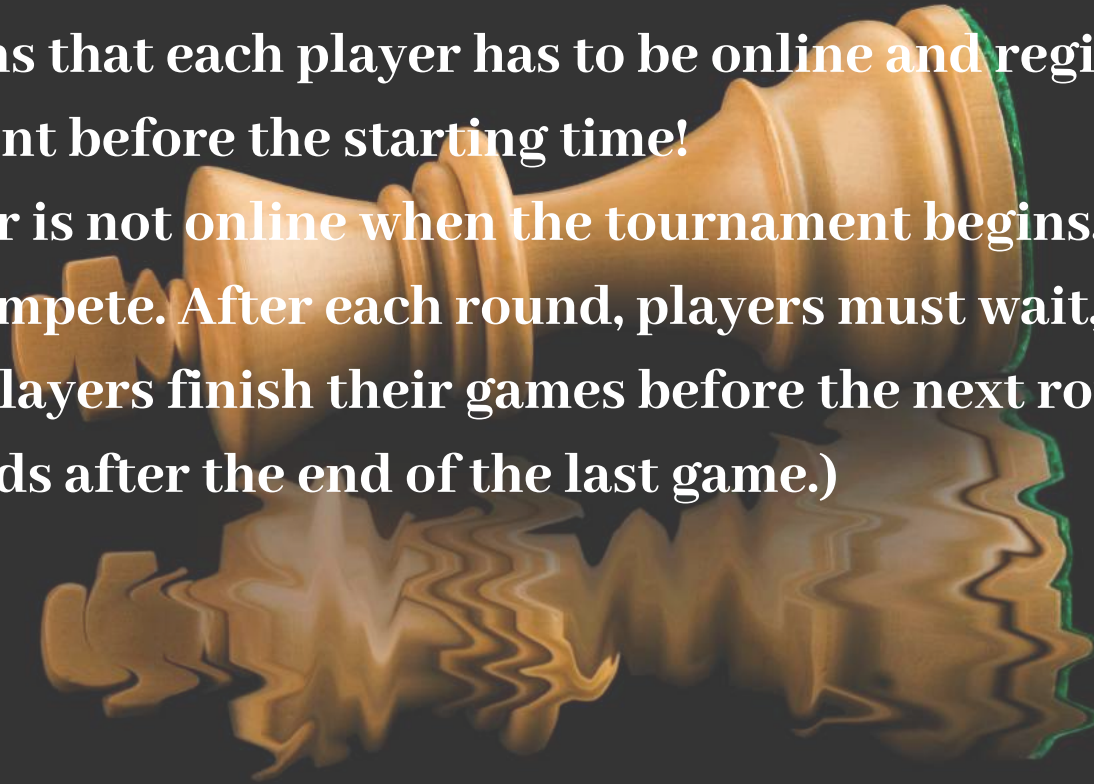 ns that each player has to be online and regi
nt before the starting time!
r is not online when the tournament begins.
mpete. After each round, players must wait,
layers finish their games before the next ro
ds after the end of the last game.)